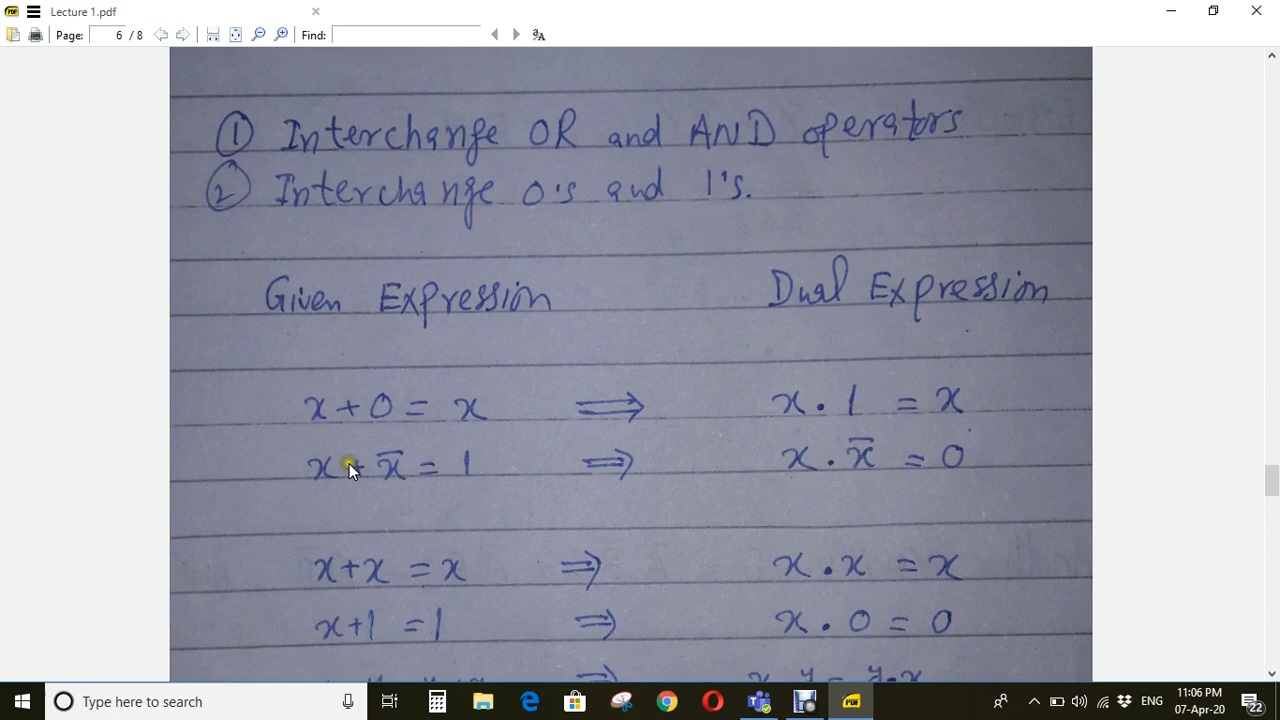 Lecture 1.pdf
Page: 6 / 8 Find:
① Interchange OR and AND operators
② Interchange 0's and 1's.
Given Expression Dual Expression
x + 0 = x ⟹ x . 1 = x
x + x̅ = 1 ⟹ x . x̅ = 0
x + x = x ⟹ x . x = x
x + 1 = 1 ⟹ x . 0 = 0
⟹ x . y = y . x
Type here to search
ENG
11:06 PM
07-Apr-20
22